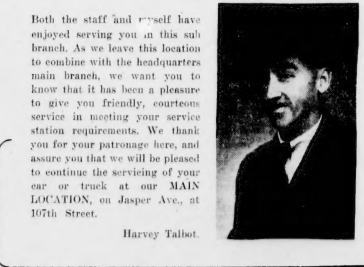 Both the staff and myself have
enjoyed serving you in this sub
branch. As we leave this location
to combine with the headquarters
main branch, we want you to
know that it has been a pleasure
to give you friendly, courteous
service in meeting your service
station requirements. We thank
you for your patronage here, and
assure you that we will be pleased
to continue the servicing of your
car or truck at our MAIN
LOCATION, on Jasper Ave., at
107th Street.
Harvey Talbot.